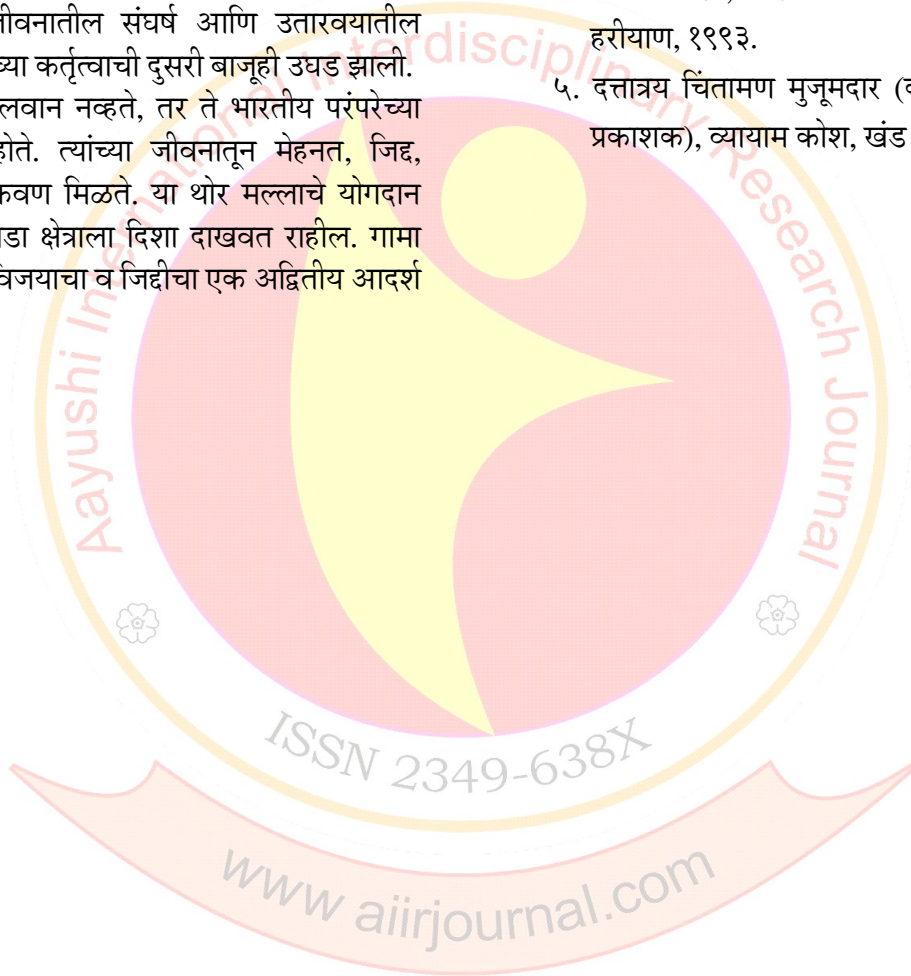 जीवनातील संघर्ष आणि उतारवयातील
च्या कर्तृत्वाची दुसरी बाजूही उघड झाली.
नव्हते, तर ते भारतीय परंपरेच्या
होते. त्यांच्या जीवनातून मेहनत, जिद्द,
मिळते. या थोर मल्लाचे योगदान
क्षेत्राला दिशा दाखवत राहील. गामा
विजयाचा व जिद्दीचा एक अद्वितीय आदर्श
हरीयाण, १९९३.
५. दत्तात्रय चिंतामण मुजूमदार
प्रकाशक), व्यायाम कोश, खंड
Aayushi International Interdisciplinary Research Journal
ISSN 2349-638X
www aiirjournal.com